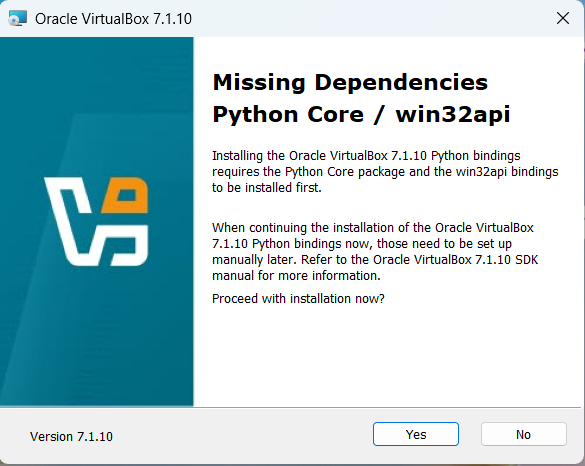 Oracle VirtualBox 7.1.10
Missing Dependencies
Python Core / win32api
Installing the Oracle VirtualBox 7.1.10 Python bindings
requires the Python Core package and the win32api bindings
to be installed first.
When continuing the installation of the Oracle VirtualBox
7.1.10 Python bindings now, those need to be set up
manually later. Refer to the Oracle VirtualBox 7.1.10 SDK
manual for more information.
Proceed with installation now?
Version 7.1.10
Yes
No